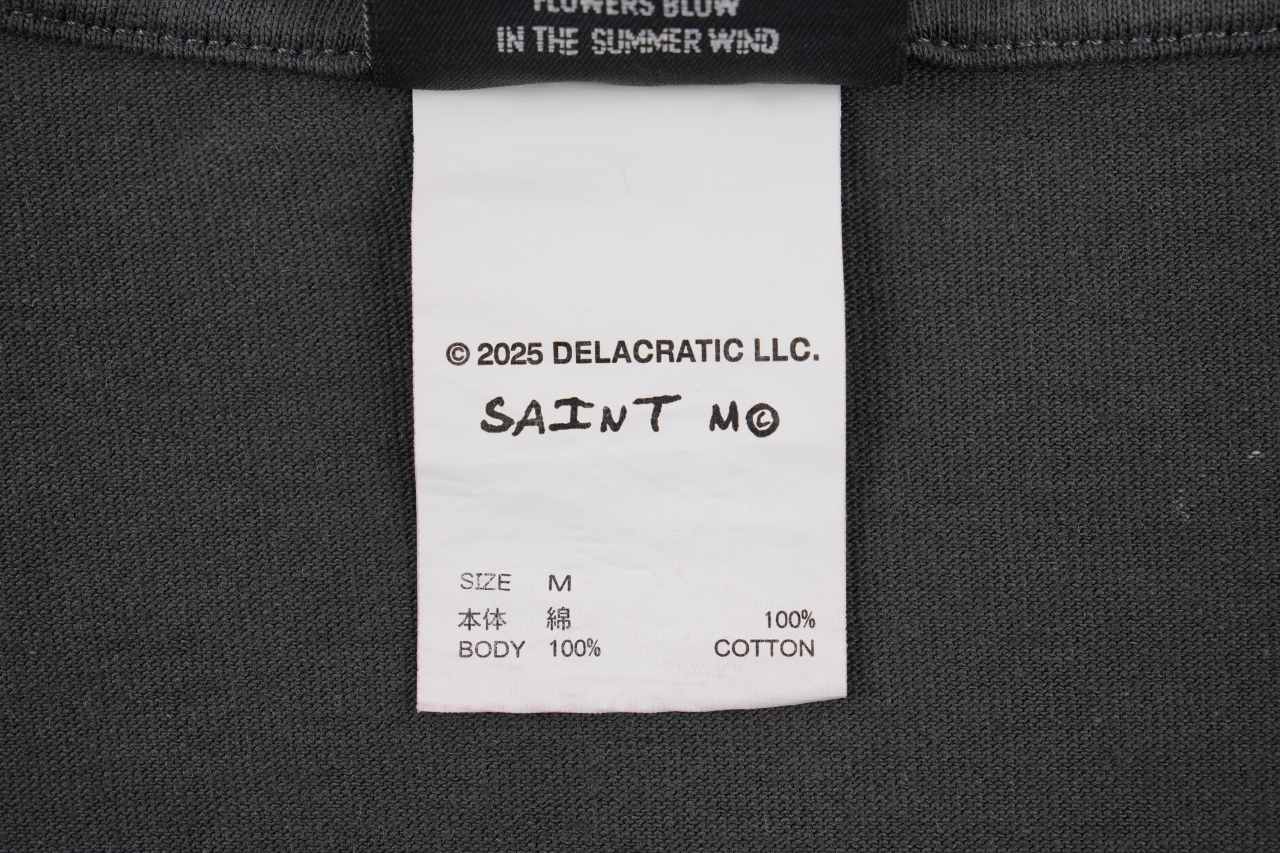 FLOWERS BLOW
IN THE SUMMER WIND
© 2025 DELACRATIC LLC.
SAINT M©
SIZE M
本体 綿 100%
BODY 100% COTTON